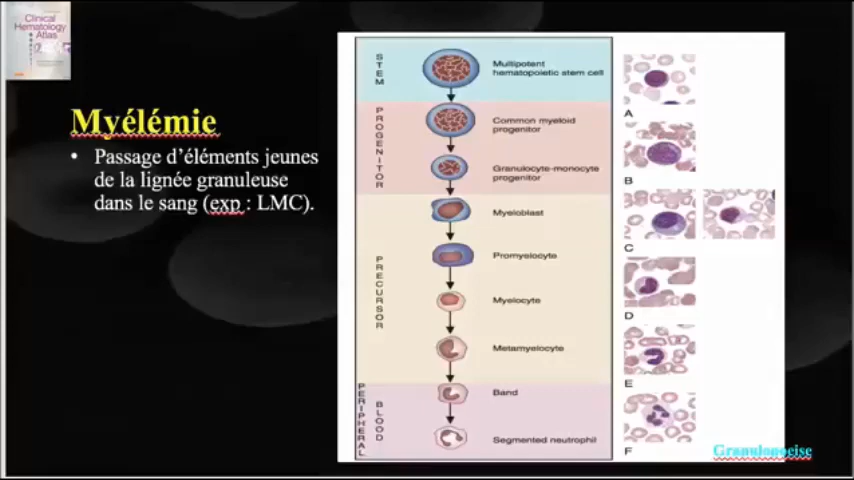 Clinical
Hematology
Atlas
Myélémie
• Passage d’éléments jeunes
de la lignée granuleuse
dans le sang (exp : LMC).
STEM
Multipotent
hematopoietic stem cell
PROGENITOR
Common myeloid
progenitor
Granulocyte-monocyte
progenitor
PRECURSOR
Myeloblast
Promyelocyte
Myelocyte
Metamyelocyte
PERIPHERAL
BLOOD
Band
Segmented neutrophil
A
B
C
D
E
F